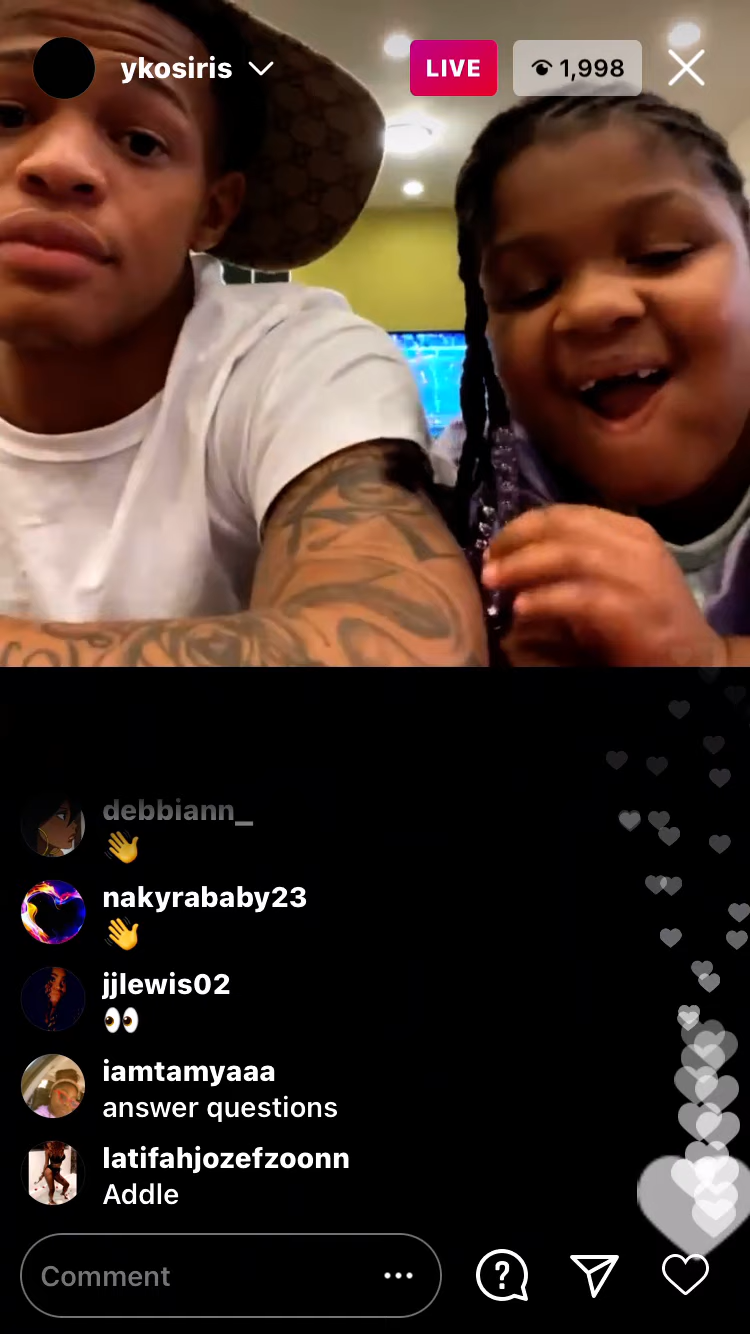 ykosiris
LIVE
1,998
debbiann_
👋
nakyrababy23
👋
jjlewis02
👀
iamtamyaaa
answer questions
latifahjozefzoonn
Addle
Comment